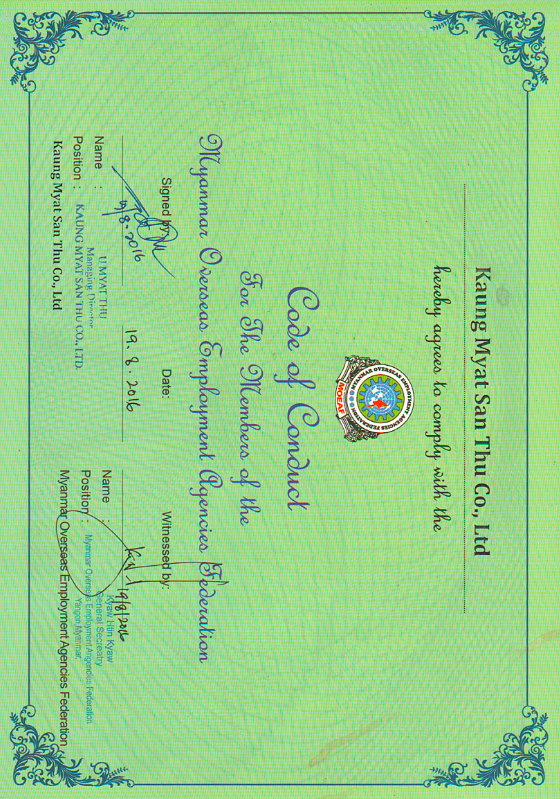 Kaung Myat San Thu Co., Ltd
hereby agrees to comply with the
MYANMAR OVERSEAS EMPLOYMENT AGENCIES FEDERATION
MOEAF
Code of Conduct
For The Members of the
Myanmar Overseas Employment Agencies Federation
Signed by:
19/8.2016
Name :
U MYAT THU
Position :
Managing Director
KAUNG MYAT SAN THU CO., LTD.
Kaung Myat San Thu Co., Ltd
Date:
19.8.2016
Witnessed by:
19/8/2016
Name :
Kyaw Htin Kyaw
Position :
General Secretary
Myanmar Overseas Employment Angencies Federation
Yangon, Myanmar.
Myanmar Overseas Employment Agencies Federation